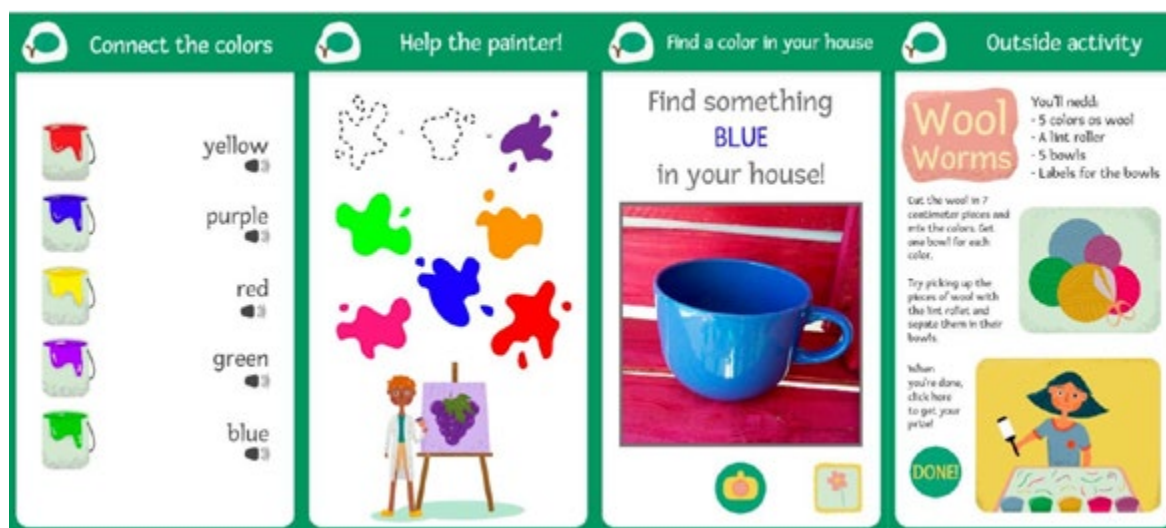 Connect the colors
yellow
purple
red
green
blue
Help the painter!
Find a color in your house
Find something
BLUE
in your house!
Outside activity
Wool
Worms
You'll nedd:
- 5 colors os wool
- A lint roller
- 5 bowls
- Labels for the bowls
Cut the wool in 7
centimeter pieces and
mix the colors. Get
one bowl for each
color.
Try picking up the
pieces of wool with
the lint roller and
sepate them in their
bowls.
When
you're done,
click here
to get your
prize!
DONE!